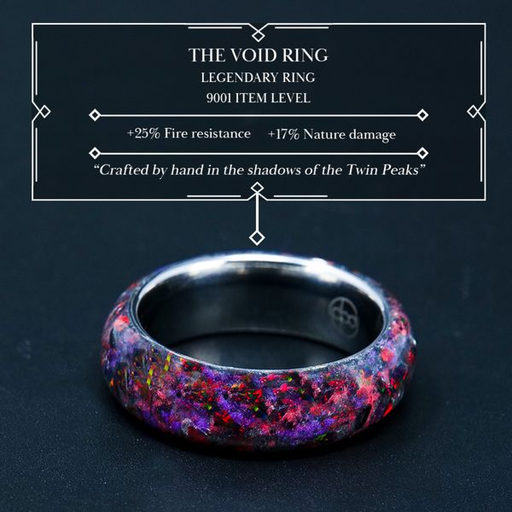 THE VOID RING
LEGENDARY RING
9001 ITEM LEVEL
+25% Fire resistance +17% Nature damage
“Crafted by hand in the shadows of the Twin Peaks”